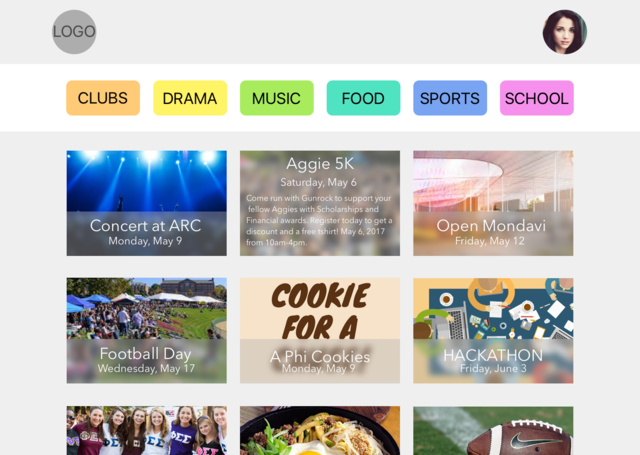 LOGO
CLUBS
DRAMA
MUSIC
FOOD
SPORTS
SCHOOL
Concert at ARC
Monday, May 9
Aggie 5K
Saturday, May 6
Come run with Gunrock to support your
fellow Aggies with Scholarships and
Financial awards. Register today to get a
discount and a free tshirt! May 6, 2017
from 10am-4pm.
Open Mondavi
Friday, May 12
Football Day
Wednesday, May 17
COOKIE
FOR A
A Phi Cookies
Monday, May 9
HACKATHON
Friday, June 3